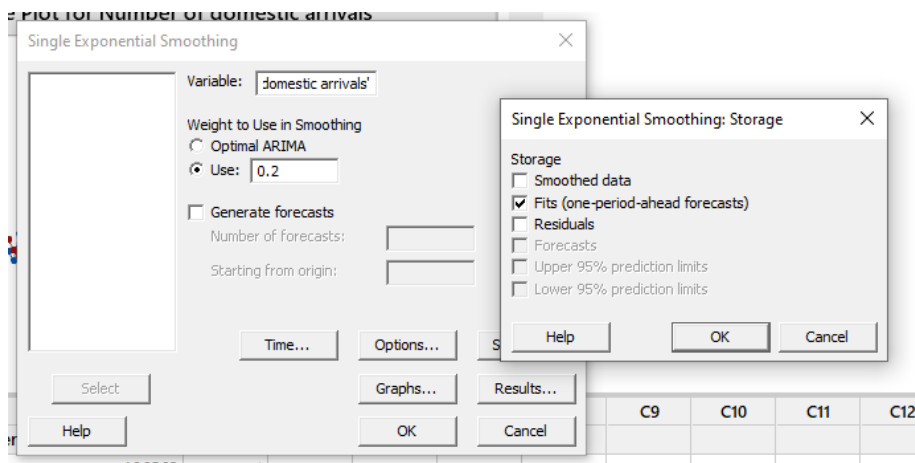 e Plot for Number of domestic arrivals
Single Exponential Smoothing
Variable: domestic arrivals'
Weight to Use in Smoothing
Optimal ARIMA
Use: 0.2
Generate forecasts
Number of forecasts:
Starting from origin:
Time... Options... S
Select Graphs... Results...
Help OK Cancel
Single Exponential Smoothing: Storage
Storage
Smoothed data
Fits (one-period-ahead forecasts)
Residuals
Forecasts
Upper 95% prediction limits
Lower 95% prediction limits
Help OK Cancel
C9 C10 C11 C12
er